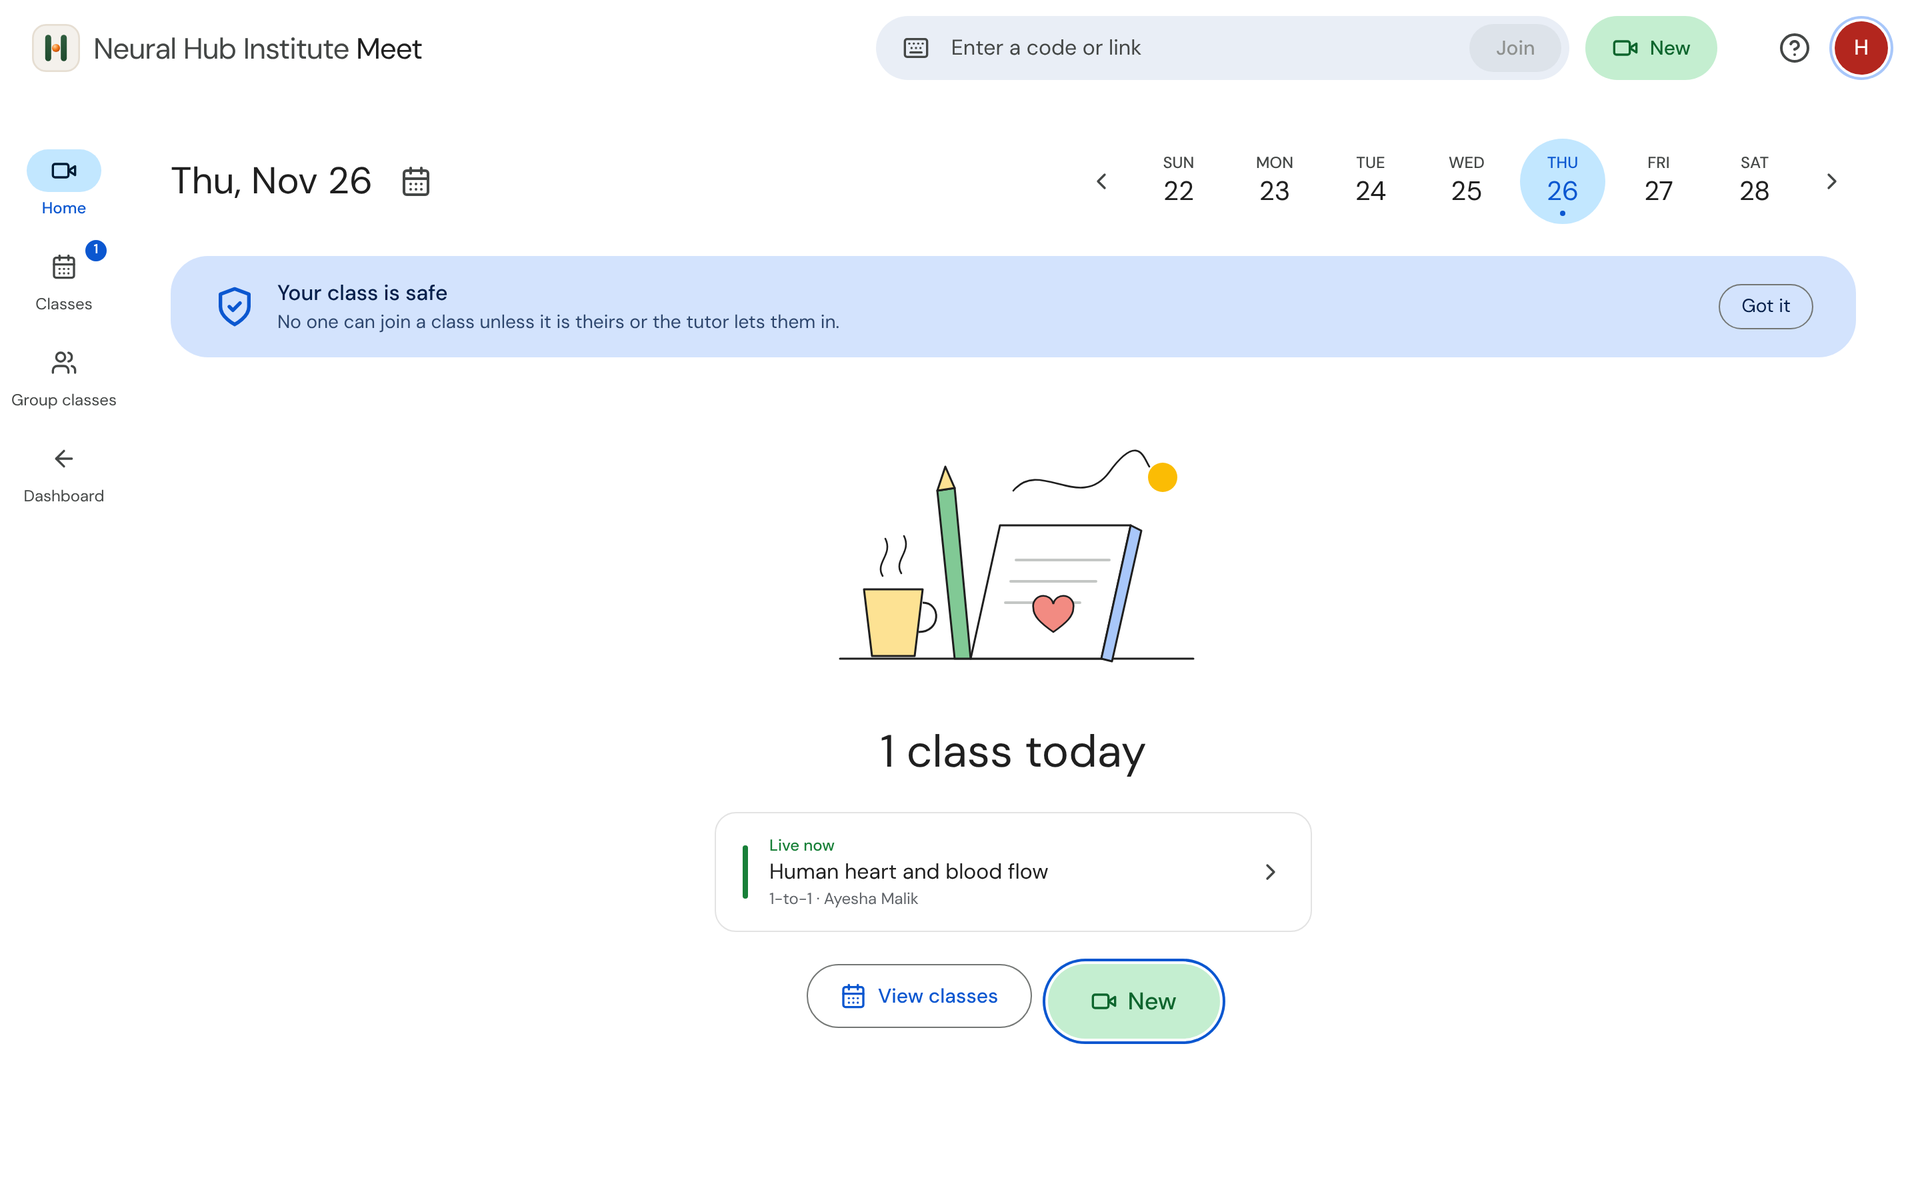 Neural Hub Institute Meet
Enter a code or link
Join
New
H
Home
1
Classes
Group classes
Dashboard
Thu, Nov 26
SUN 22
MON 23
TUE 24
WED 25
THU 26
FRI 27
SAT 28
Your class is safe
No one can join a class unless it is theirs or the tutor lets them in.
Got it
1 class today
Live now
Human heart and blood flow
1-to-1 · Ayesha Malik
View classes
New